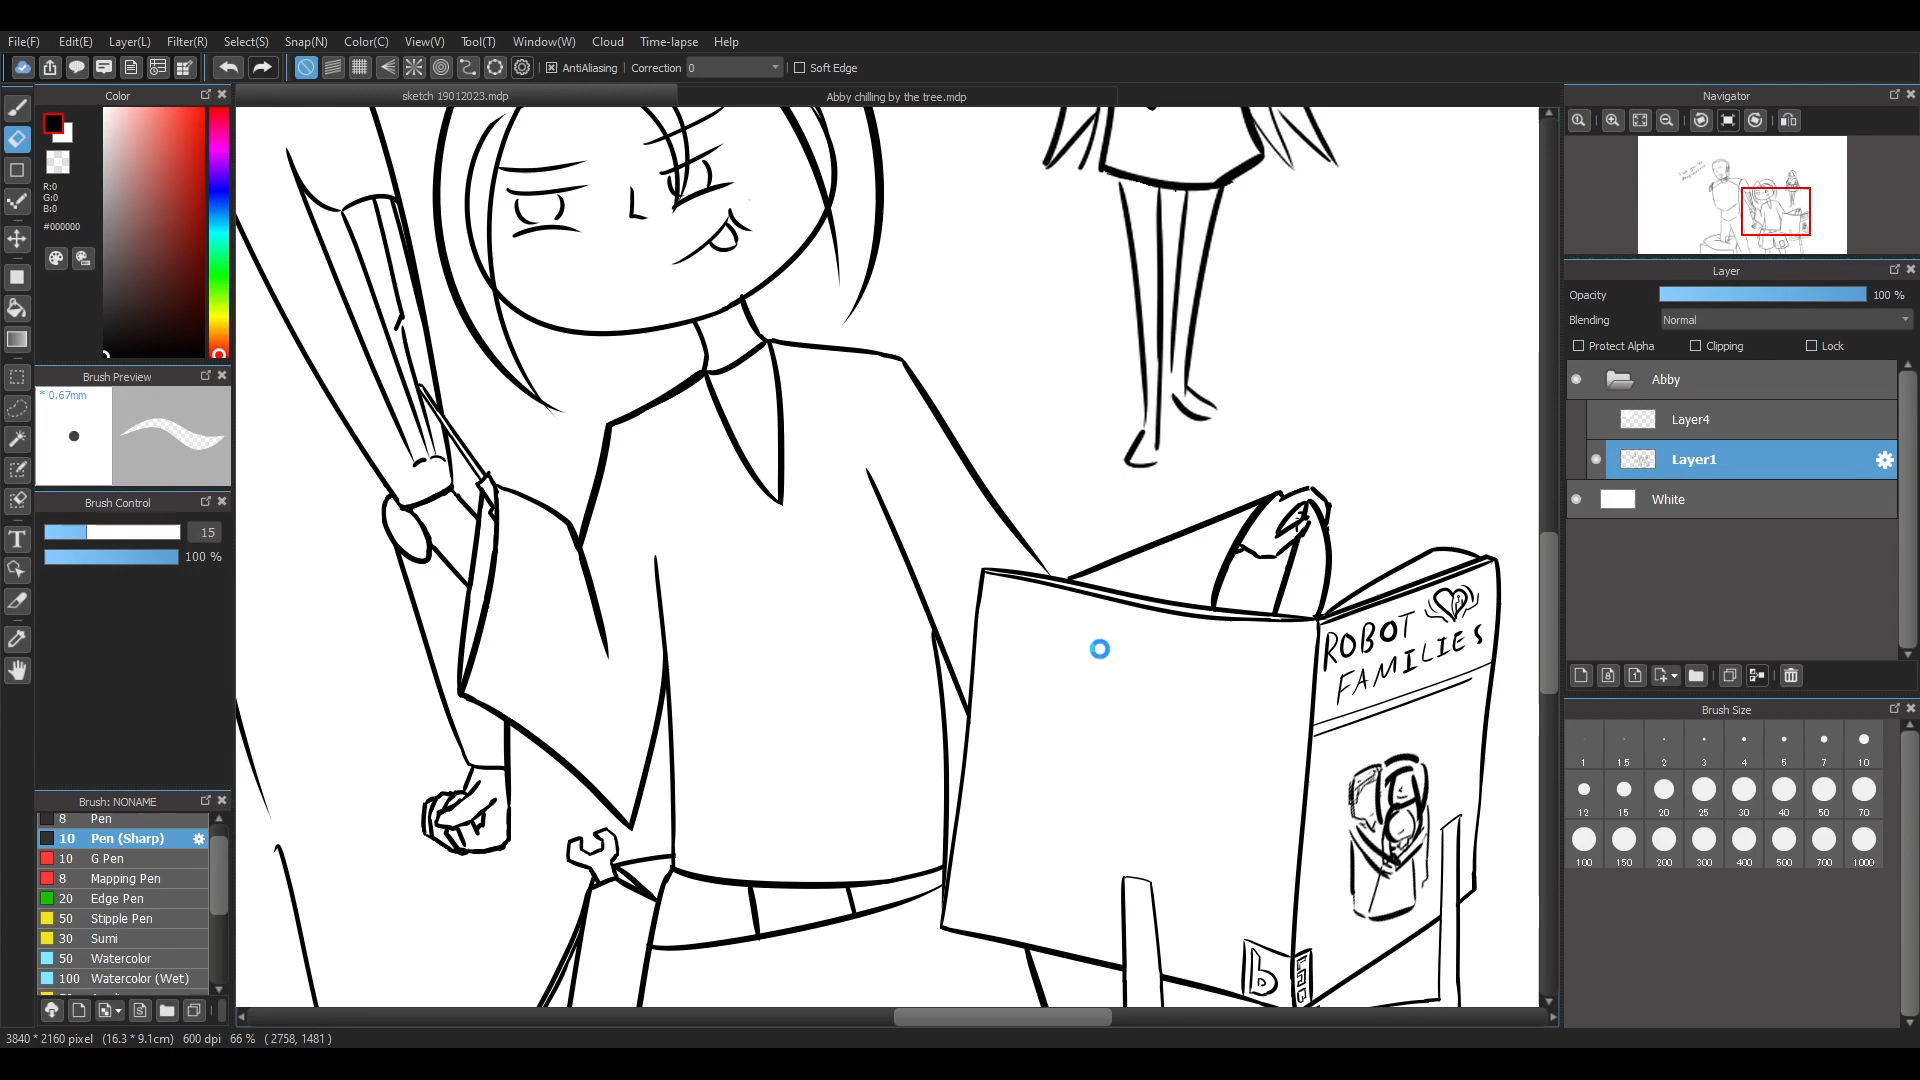 File(F) Edit(E) Layer(L) Filter(R) Select(S) Snap(N) Color(C) View(V) Tool(T) Window(W) Cloud Time-lapse Help
AntiAliasing Correction 0 Soft Edge
Color
sketch 19012023.mdp
Abby chilling by the tree.mdp
Navigator
R:0
G:0
B:0
#000000
Layer
Opacity 100 %
Blending Normal
Protect Alpha Clipping Lock
Abby
Layer4
Layer1
White
Brush Preview
* 0.67mm
Brush Control
15
100 %
ROBOT
FAMILIES
b
Brush Size
1 1.5 2 3 4 5 7 10
12 15 20 25 30 40 50 70
100 150 200 300 400 500 700 1000
Brush: NONAME
8 Pen
10 Pen (Sharp)
10 G Pen
8 Mapping Pen
20 Edge Pen
50 Stipple Pen
30 Sumi
50 Watercolor
100 Watercolor (Wet)
3840 * 2160 pixel (16.3 * 9.1cm) 600 dpi 66 % ( 2758, 1481 )